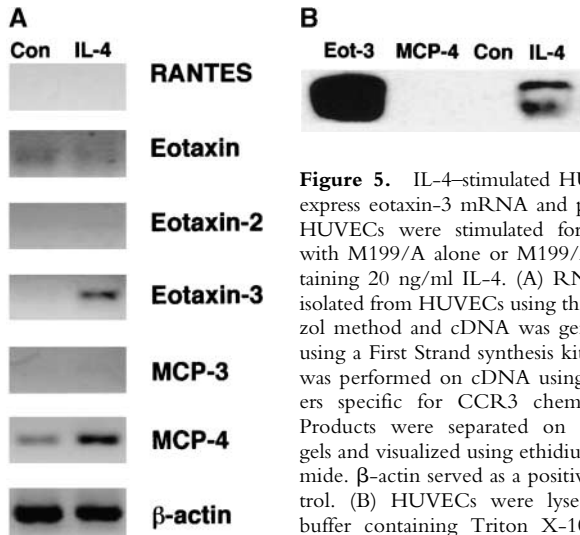 A
Con IL-4
RANTES
Eotaxin
Eotaxin-2
Eotaxin-3
MCP-3
MCP-4
β-actin
B
Eot-3 MCP-4 Con IL-4
Figure 5. IL-4–stimulated HU
express eotaxin-3 mRNA and p
HUVECs were stimulated for
with M199/A alone or M199/
taining 20 ng/ml IL-4. (A) RN
isolated from HUVECs using th
zol method and cDNA was ge
using a First Strand synthesis kit
was performed on cDNA using
ers specific for CCR3 chem
Products were separated on
gels and visualized using ethidiu
mide. β-actin served as a positiv
trol. (B) HUVECs were lyse
buffer containing Triton X-10